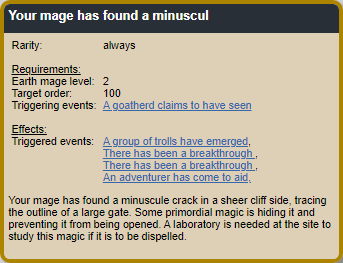 Your mage has found a minuscul
Rarity: always
Requirements:
Earth mage level: 2
Target order: 100
Triggering events: A goatherd claims to have seen
Effects:
Triggered events: A group of trolls have emerged,
There has been a breakthrough ,
There has been a breakthrough ,
An adventurer has come to aid,
Your mage has found a minuscule crack in a sheer cliff side, tracing
the outline of a large gate. Some primordial magic is hiding it and
preventing it from being opened. A laboratory is needed at the site to
study this magic if it is to be dispelled.